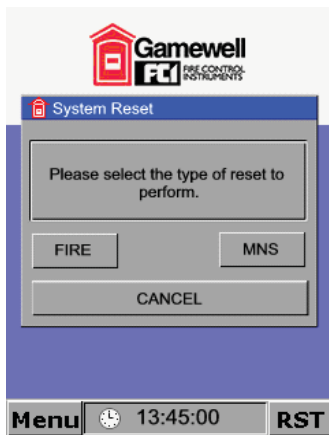 Gamewell
FCI FIRE CONTROL
INSTRUMENTS
System Reset
Please select the type of reset to
perform.
FIRE MNS
CANCEL
Menu 13:45:00 RST